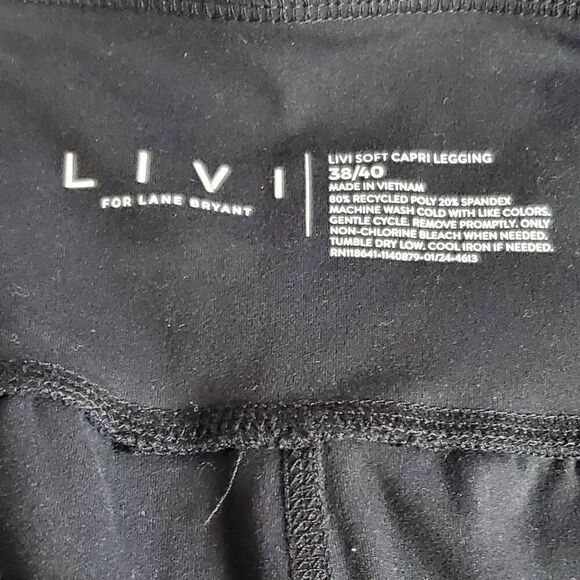 LIVI
FOR LANE BRYANT
LIVI SOFT CAPRI LEGGING
38/40
MADE IN VIETNAM
80% RECYCLED POLY 20% SPANDEX
MACHINE WASH COLD WITH LIKE COLORS.
GENTLE CYCLE. REMOVE PROMPTLY. ONLY
NON-CHLORINE BLEACH WHEN NEEDED.
TUMBLE DRY LOW. COOL IRON IF NEEDED.
RN118641-1140879-01/24-4613